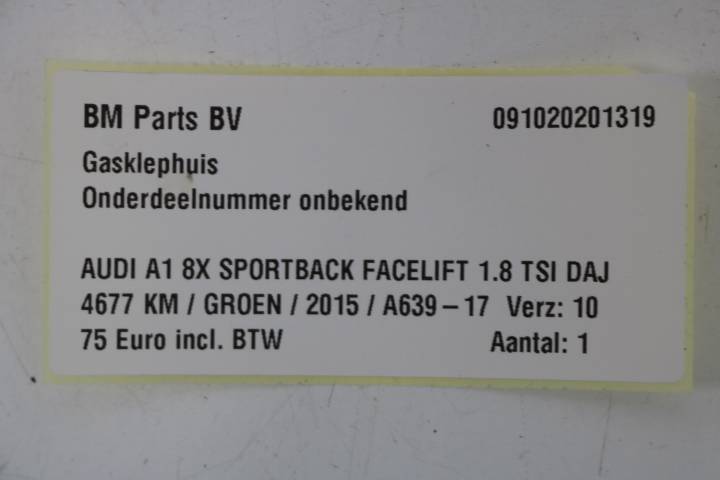 BM Parts BV 091020201319
Gasklephuis
Onderdeelnummer onbekend
AUDI A1 8X SPORTBACK FACELIFT 1.8 TSI DAJ
4677 KM / GROEN / 2015 / A639-17 Verz: 10
75 Euro incl. BTW Aantal: 1